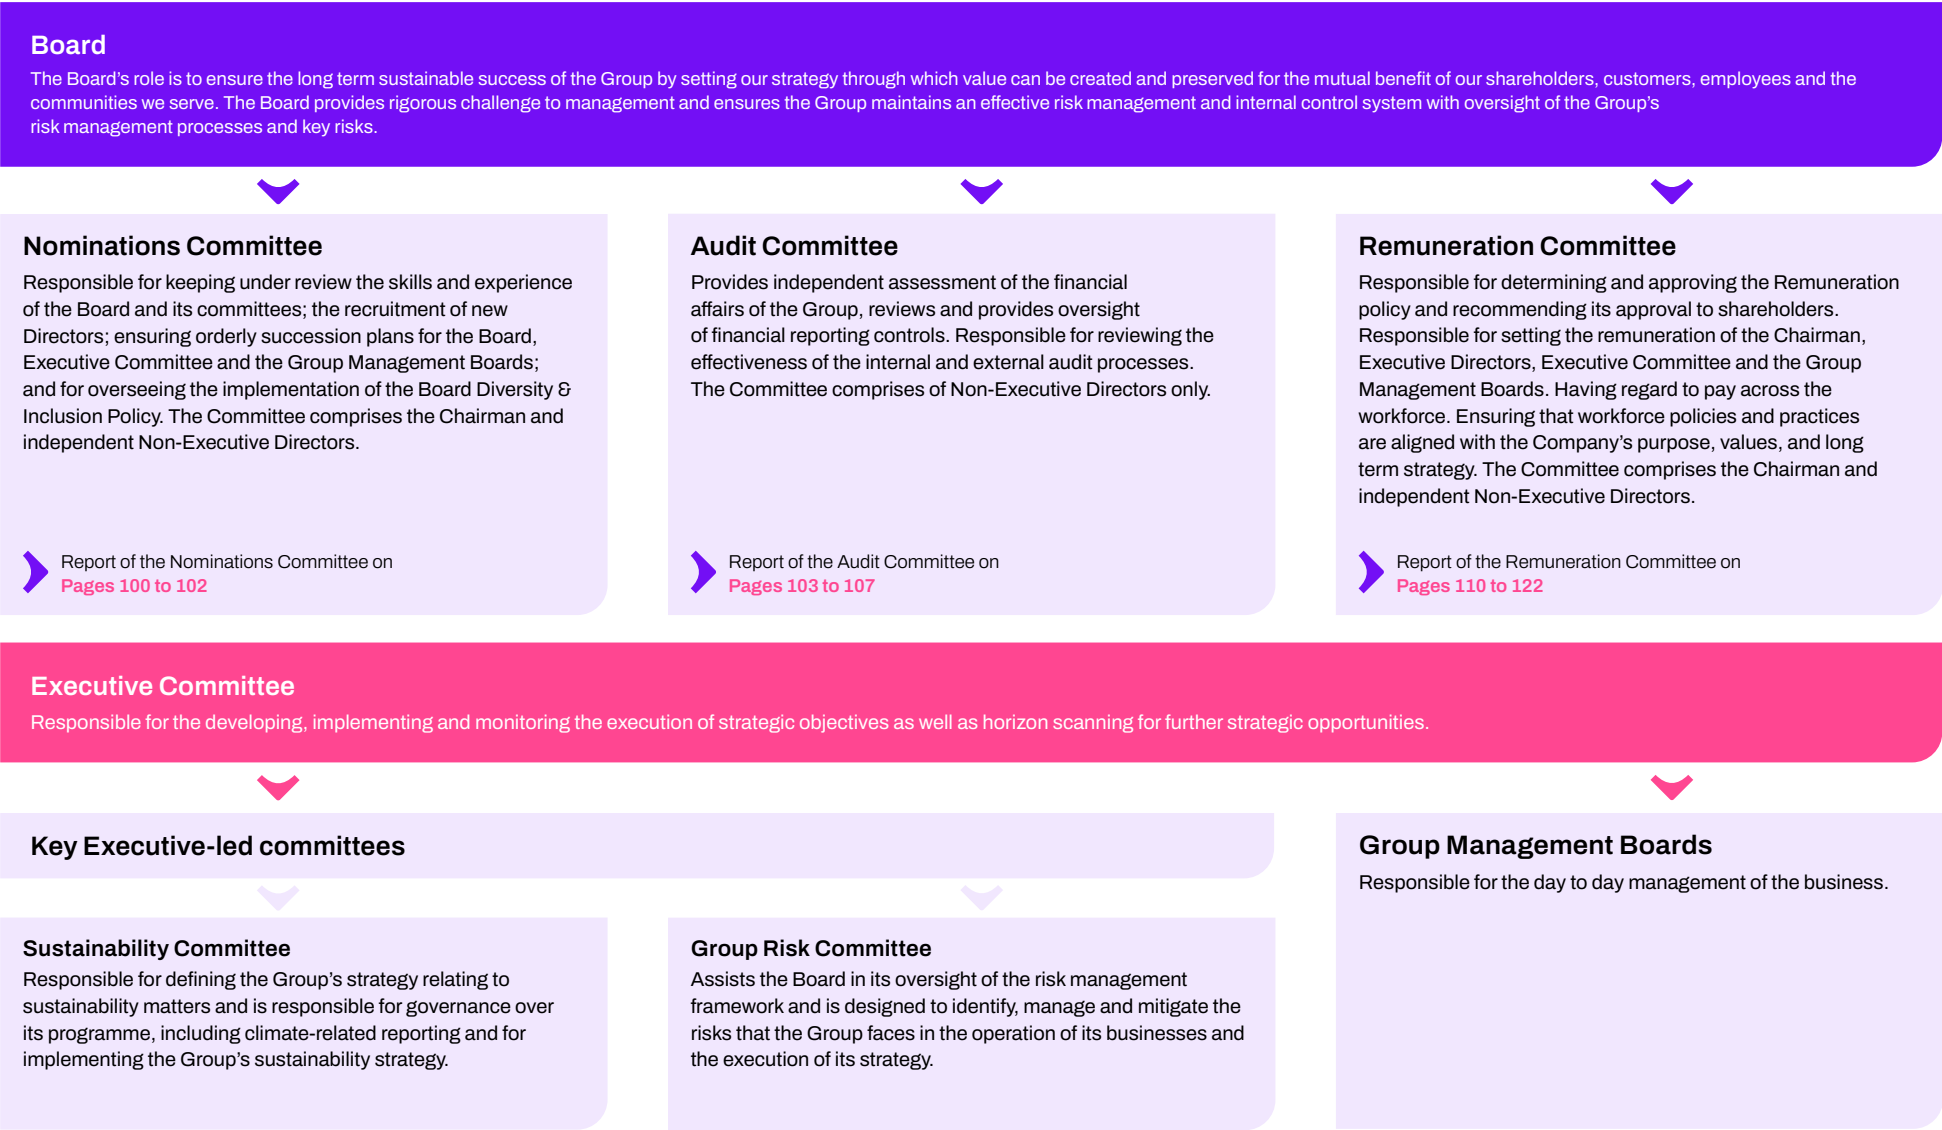 Board
The Board’s role is to ensure the long term sustainable success of the Group by setting our strategy through which value can be created and preserved for the mutual benefit of our shareholders, customers, employees and the
communities we serve. The Board provides rigorous challenge to management and ensures the Group maintains an effective risk management and internal control system with oversight of the Group’s
risk management processes and key risks.
Nominations Committee
Responsible for keeping under review the skills and experience
of the Board and its committees; the recruitment of new
Directors; ensuring orderly succession plans for the Board,
Executive Committee and the Group Management Boards;
and for overseeing the implementation of the Board Diversity &
Inclusion Policy. The Committee comprises the Chairman and
independent Non-Executive Directors.
Report of the Nominations Committee on
Pages 100 to 102
Audit Committee
Provides independent assessment of the financial
affairs of the Group, reviews and provides oversight
of financial reporting controls. Responsible for reviewing the
effectiveness of the internal and external audit processes.
The Committee comprises of Non-Executive Directors only.
Report of the Audit Committee on
Pages 103 to 107
Remuneration Committee
Responsible for determining and approving the Remuneration
policy and recommending its approval to shareholders.
Responsible for setting the remuneration of the Chairman,
Executive Directors, Executive Committee and the Group
Management Boards. Having regard to pay across the
workforce. Ensuring that workforce policies and practices
are aligned with the Company’s purpose, values, and long
term strategy. The Committee comprises the Chairman and
independent Non-Executive Directors.
Report of the Remuneration Committee on
Pages 110 to 122
Executive Committee
Responsible for the developing, implementing and monitoring the execution of strategic objectives as well as horizon scanning for further strategic opportunities.
Key Executive-led committees
Sustainability Committee
Responsible for defining the Group’s strategy relating to
sustainability matters and is responsible for governance over
its programme, including climate-related reporting and for
implementing the Group’s sustainability strategy.
Group Risk Committee
Assists the Board in its oversight of the risk management
framework and is designed to identify, manage and mitigate the
risks that the Group faces in the operation of its businesses and
the execution of its strategy.
Group Management Boards
Responsible for the day to day management of the business.